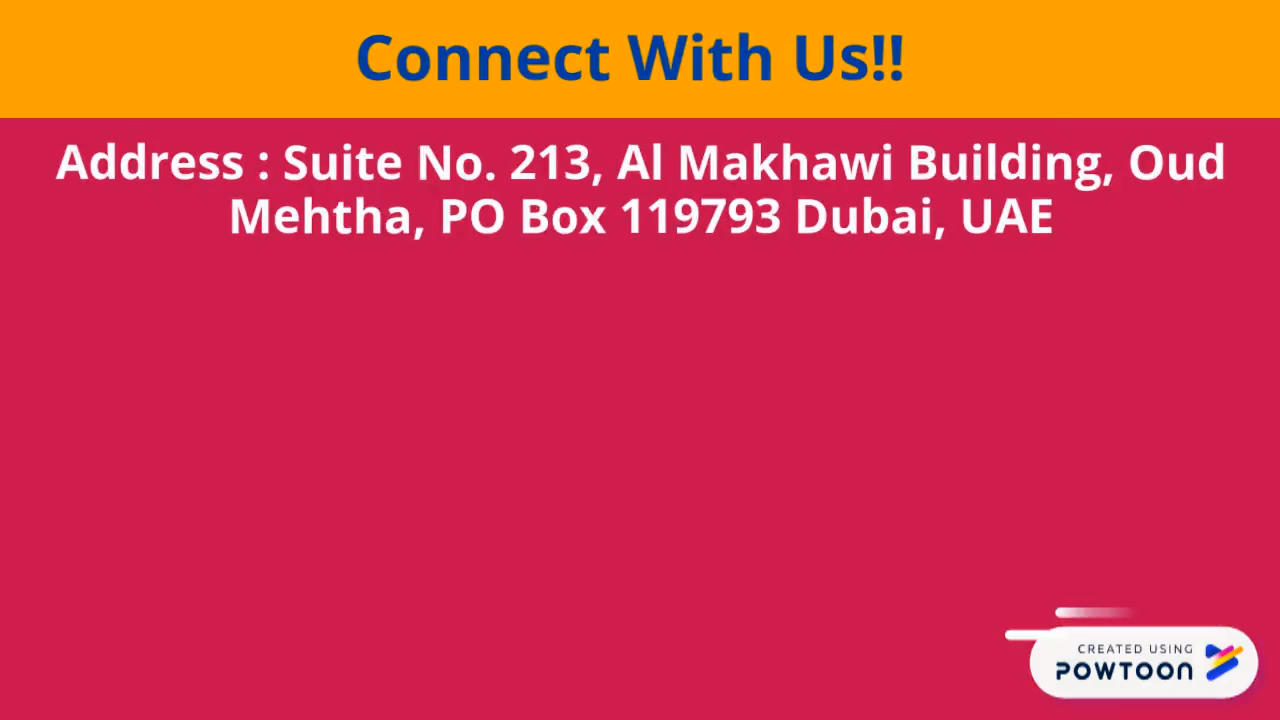 Connect With Us!!
Address : Suite No. 213, Al Makhawi Building, Oud
Mehtha, PO Box 119793 Dubai, UAE
CREATED USING
POWTOON